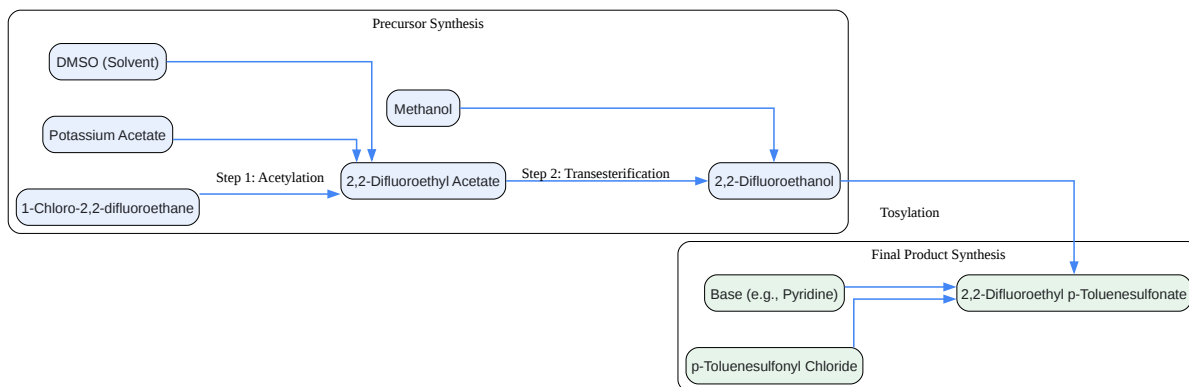 Precursor Synthesis
DMSO (Solvent)
Methanol
Potassium Acetate
Step 1: Acetylation
2,2-Difluoroethyl Acetate
Step 2: Transesterification
2,2-Difluoroethanol
1-Chloro-2,2-difluoroethane
Tosylation
Final Product Synthesis
Base (e.g., Pyridine)
2,2-Difluoroethyl p-Toluenesulfonate
p-Toluenesulfonyl Chloride